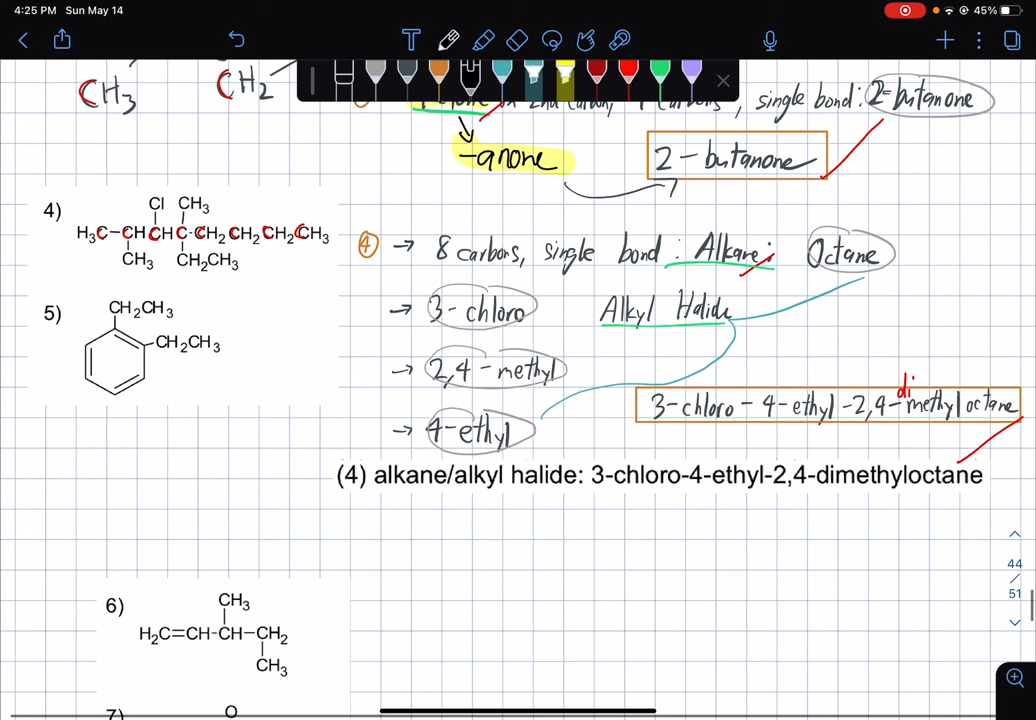 4:25 PM Sun May 14
45%
CH3
CH2
single bond: 2-butanone
-anone
2-butanone
4)
Cl CH3
H3C-CH CH C-CH2CH2CH2CH3
CH3 CH2CH3
④ → 8 carbons, single bond : Alkane: Octane
→ 3-chloro Alkyl Halide
→ 2,4-methyl
→ 4-ethyl
3-chloro-4-ethyl-2,4-dimethyloctane
(4) alkane/alkyl halide: 3-chloro-4-ethyl-2,4-dimethyloctane
5)
CH2CH3
CH2CH3
44
/
51
6)
CH3
H2C=CH-CH-CH2
CH3
7)
O